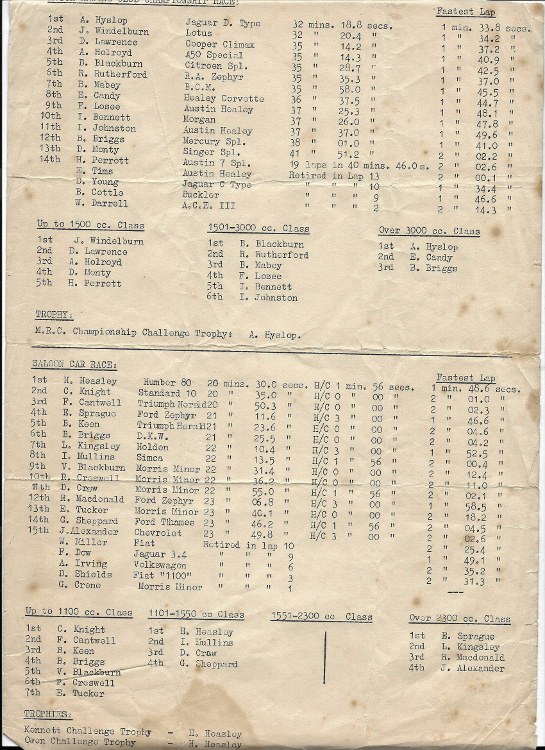 CHAMPIONSHIP RACE:
Fastest Lap
1st A. Hyslop Jaguar D. Type 32 mins. 18.8 secs. 1 min. 33.8 secs.
2nd J. Windelburn Lotus 32 " 20.4 " 1 " 34.2 "
3rd D. Lawrence Cooper Climax 35 " 14.2 " 1 " 37.2 "
4th A. Holroyd A50 Special 35 " 14.3 " 1 " 40.9 "
5th B. Blackburn Citroen Spl. 35 " 28.7 " 1 " 42.5 "
6th R. Rutherford R.A. Zephyr 35 " 35.3 " 1 " 37.0 "
7th B. Mabey B.C.M. 35 " 58.0 " 1 " 45.5 "
8th E. Candy Healey Corvette 36 " 37.5 " 1 " 44.7 "
9th F. Losee Austin Healey 37 " 25.3 " 1 " 48.1 "
10th I. Bennett Morgan 37 " 26.0 " 1 " 47.8 "
11th I. Johnston Austin Healey 37 " 37.0 " 1 " 49.6 "
12th B. Briggs Mercury Spl. 38 " 01.0 " 1 " 41.0 "
13th D. Monty Singer Spl. 41 " 51.2 " 2 " 02.2 "
14th H. Perrott Austin 7 Spl. 19 laps in 40 mins. 46.0s. 2 " 02.6 "
E. Tims Austin Healey Retired in Lap 13 2 " 00.1 "
D. Young Jaguar C Type " " " 10 1 " 34.4 "
B. Cottle Buckler " " " 9 1 " 46.6 "
W. Darrell A.C.E. III " " " 2 2 " 14.3 "
Up to 1500 cc. Class 1501-3000 cc. Class Over 3000 cc. Class
1st J. Windelburn 1st B. Blackburn 1st A. Hyslop
2nd D. Lawrence 2nd R. Rutherford 2nd E. Candy
3rd A. Holroyd 3rd B. Mabey 3rd B. Briggs
4th D. Monty 4th F. Losee
5th H. Perrott 5th I. Bennett
6th I. Johnston
TROPHY:
M.R.C. Championship Challenge Trophy: A. Hyslop.
SALOON CAR RACE:
Fastest Lap
1st H. Heasley Humber 80 20 mins. 30.0 secs. H/C 1 min. 56 secs. 1 min. 48.6 secs.
2nd C. Knight Standard 10 20 " 35.0 " H/C 0 " 00 " 2 " 01.0 "
3rd F. Cantwell Triumph Herald 20 " 50.3 " H/C 0 " 00 " 2 " 02.3 "
4th E. Sprague Ford Zephyr 21 " 11.6 " H/C 3 " 00 " 1 " 46.6 "
5th B. Keen Triumph Herald 21 " 23.6 " H/C 0 " 00 " 2 " 04.6 "
6th B. Briggs D.K.W. 21 " 25.5 " H/C 0 " 00 " 2 " 04.2 "
7th L. Kingsley Holden 22 " 10.4 " H/C 3 " 00 " 1 " 52.5 "
8th I. Mullins Simca 22 " 13.5 " H/C 1 " 56 " 2 " 00.4 "
9th V. Blackburn Morris Minor 22 " 31.4 " H/C 0 " 00 " 2 " 12.4 "
10th R. Creswell Morris Minor 22 " 36.2 " H/C 0 " 00 " 2 " 11.0 "
11th D. Craw Morris Minor 22 " 55.0 " H/C 1 " 56 " 2 " 02.1 "
12th R. Macdonald Ford Zephyr 23 " 06.8 " H/C 3 " 00 " 1 " 58.5 "
13th E. Tucker Morris Minor 23 " 40.1 " H/C 0 " 00 " 2 " 18.2 "
14th G. Sheppard Ford Thames 23 " 46.2 " H/C 1 " 56 " 2 " 04.5 "
15th J.Alexander Chevrolet 23 " 49.8 " H/C 3 " 00 " 2 " 02.6 "
W. Miller Fiat Retired in lap 10 2 " 25.4 "
F. Dow Jaguar 3.4 " " " 9 1 " 49.1 "
A. Irving Volkswagen " " " 6 2 " 35.2 "
D. Shields Fiat "1100" " " " 3 2 " 31.3 "
G. Crene Morris Minor " " " 1 ---
Up to 1100 cc. Class 1101-1550 cc Class 1551-2300 cc Class Over 2300 cc. Class
1st C. Knight 1st H. Heasley 1st E. Sprague
2nd F. Cantwell 2nd I. Mullins 2nd L. Kingsley
3rd B. Keen 3rd D. Craw 3rd R. Macdonald
4th B. Briggs 4th G. Sheppard 4th J. Alexander
5th V. Blackburn
6th F. Creswell
7th E. Tucker
TROPHIES:
Kennett Challenge Trophy - H. Heasley
Owen Challenge Trophy - H. Heasley